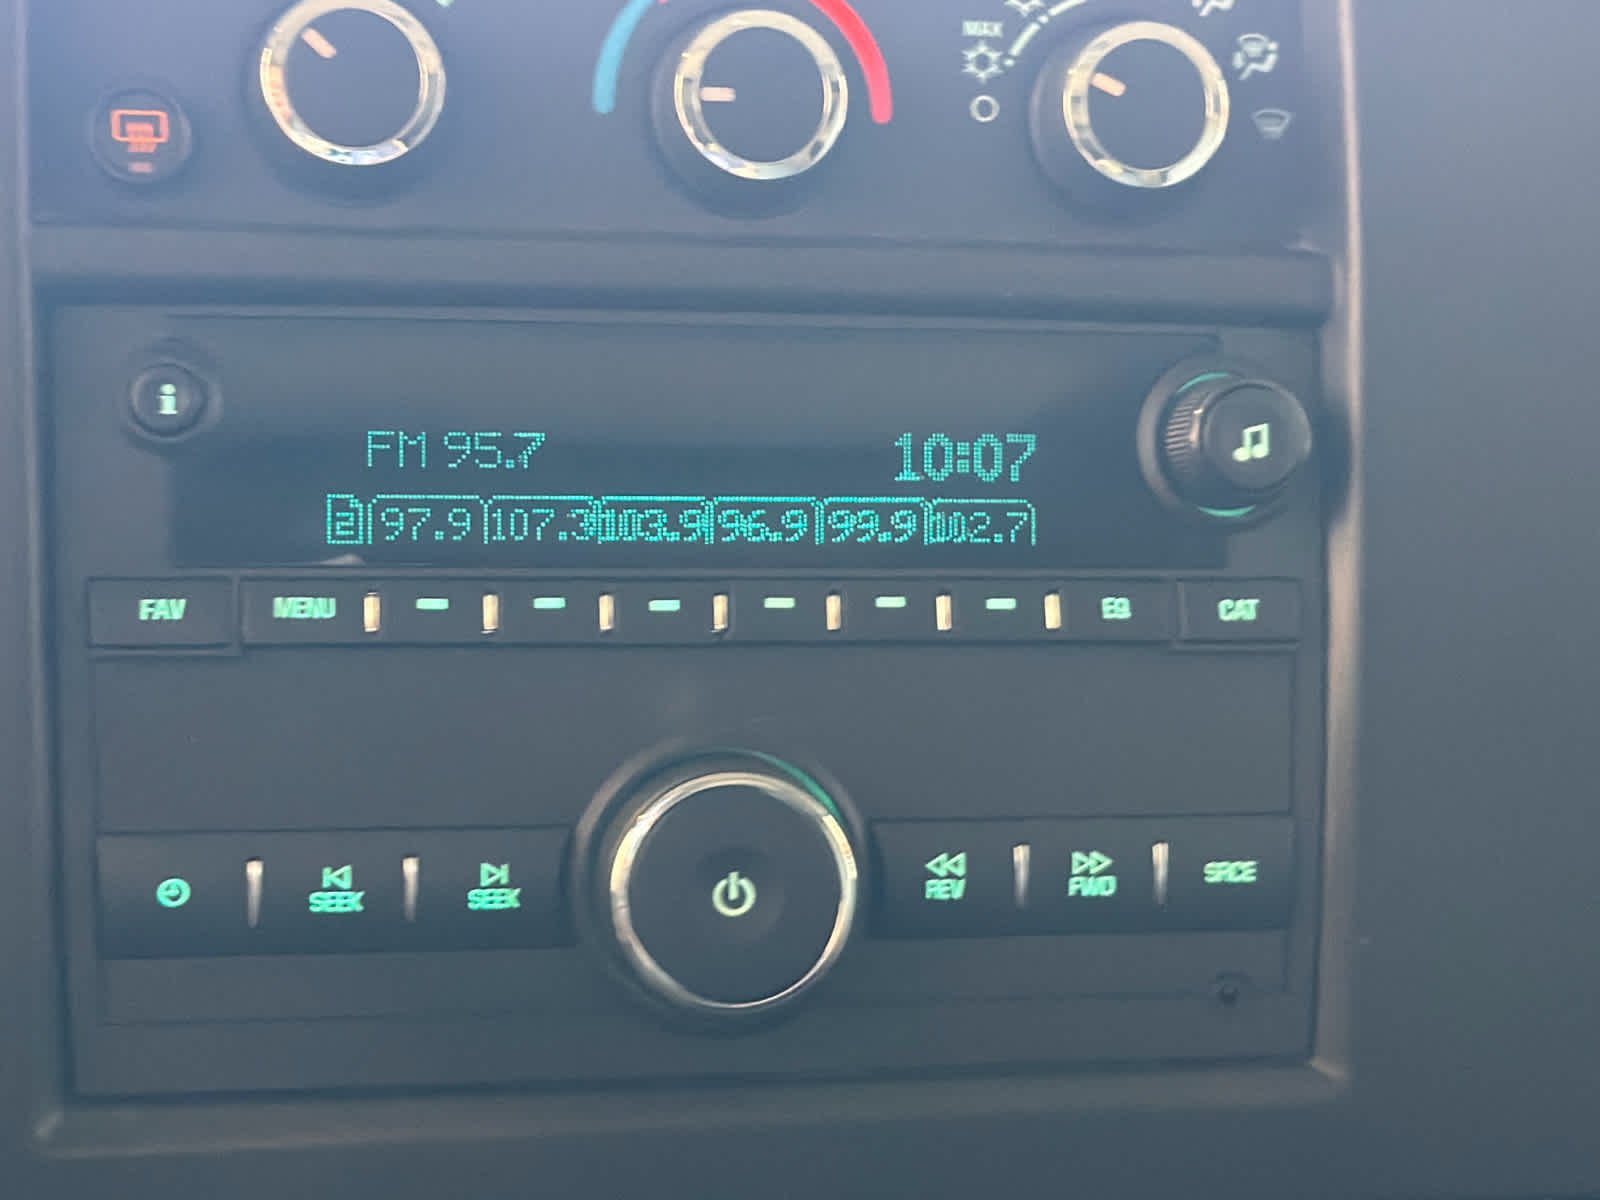 MAX
i
FM 95.7 10:07
2 97.9 107.3 103.9 96.9 99.9 102.7
FAV MENU EQ CAT
SEEK SEEK REV FWD SRCE